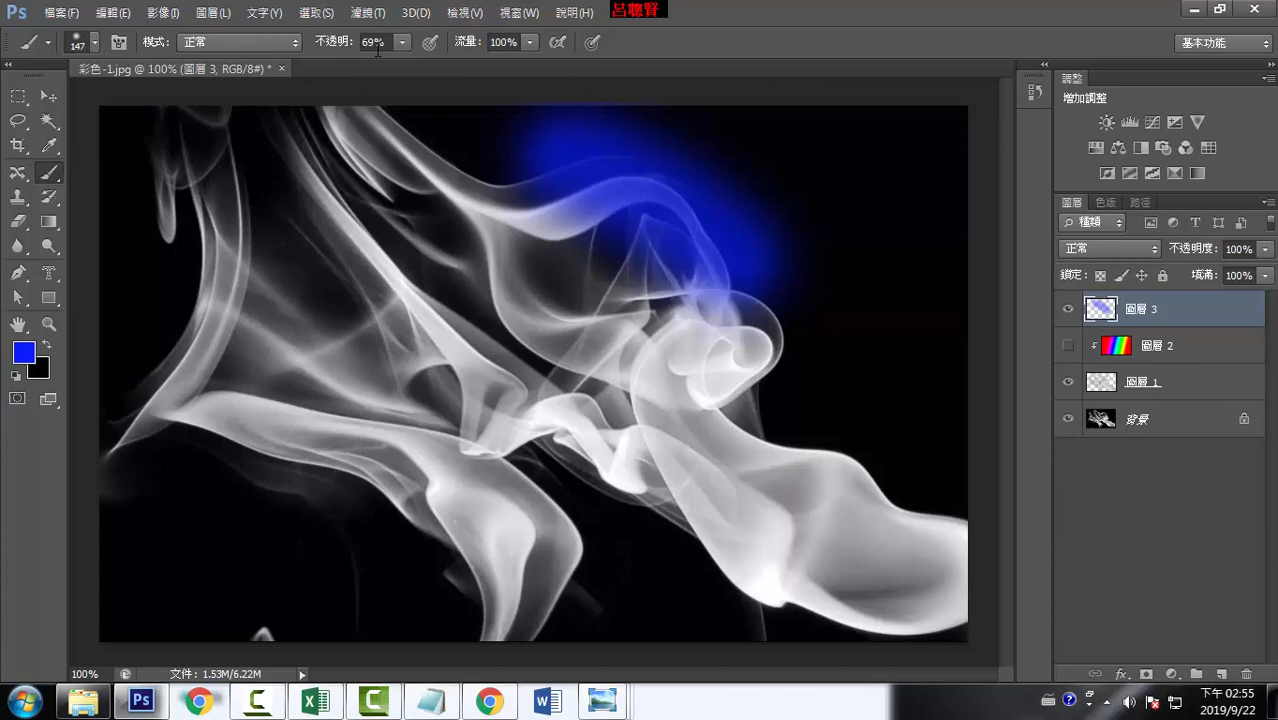 Ps 檔案(F) 編輯(E) 影像(I) 圖層(L) 文字(Y) 選取(S) 濾鏡(T) 3D(D) 檢視(V) 視窗(W) 說明(H) 呂聰賢
147 模式: 正常 不透明: 69% 流量: 100% 基本功能
彩色-1.jpg @ 100% (圖層 3, RGB/8#) * ×
調整
增加調整
圖層 色版 路徑
種類
正常 不透明度: 100%
鎖定: 填滿: 100%
圖層 3
圖層 2
圖層 1
背景
fx
100% 文件: 1.53M/6.22M
Ps
下午 02:55
2019/9/22